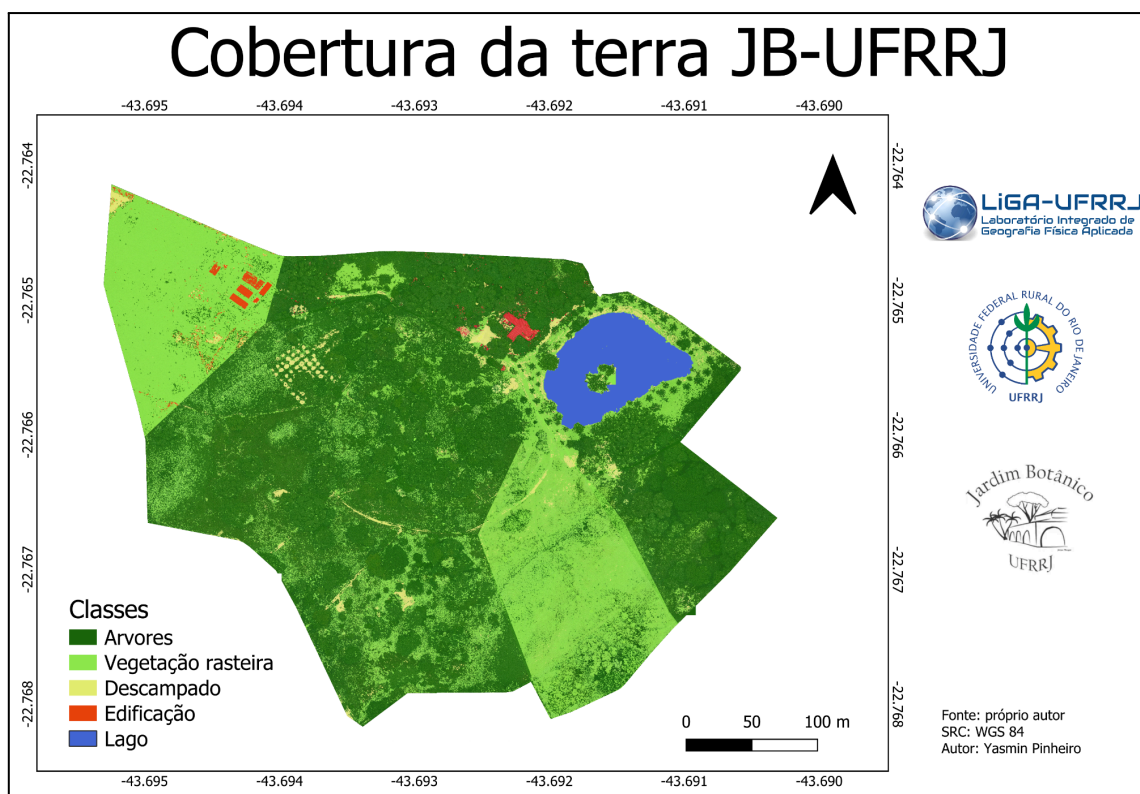 Cobertura da terra JB-UFRRJ
-43.695 -43.694 -43.693 -43.692 -43.691 -43.690
-22.764
-22.765
-22.766
-22.767
-22.768
-22.764
-22.765
-22.766
-22.767
-22.768
LiGA-UFRRJ
Laboratório Integrado de
Geografia Física Aplicada
UNIVERSIDADE FEDERAL RURAL DO RIO DE JANEIRO
UFRRJ
Jardim Botânico
UFRRJ
Classes
Arvores
Vegetação rasteira
Descampado
Edificação
Lago
0 50 100 m
Fonte: próprio autor
SRC: WGS 84
Autor: Yasmin Pinheiro
-43.695 -43.694 -43.693 -43.692 -43.691 -43.690